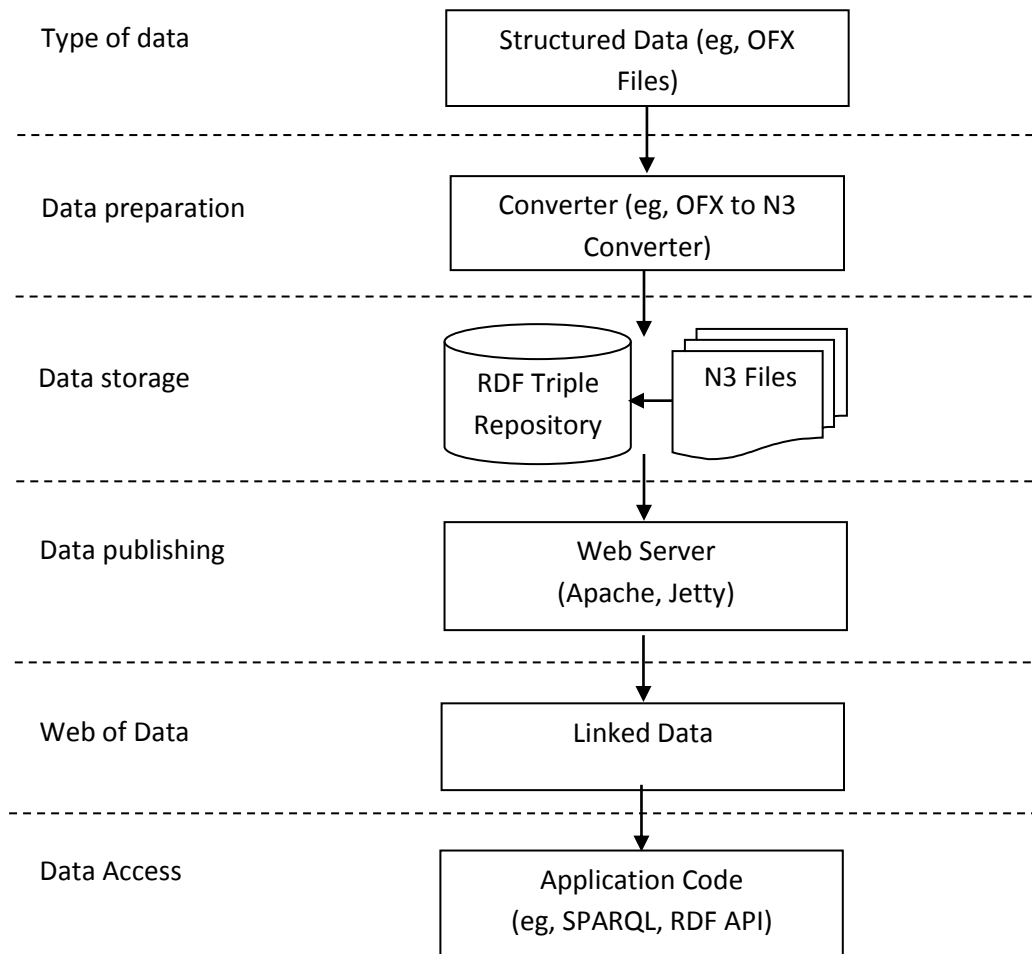 Type of data
Structured Data (eg, OFX
Files)
Data preparation
Converter (eg, OFX to N3
Converter)
Data storage
RDF Triple
Repository
N3 Files
Data publishing
Web Server
(Apache, Jetty)
Web of Data
Linked Data
Data Access
Application Code
(eg, SPARQL, RDF API)